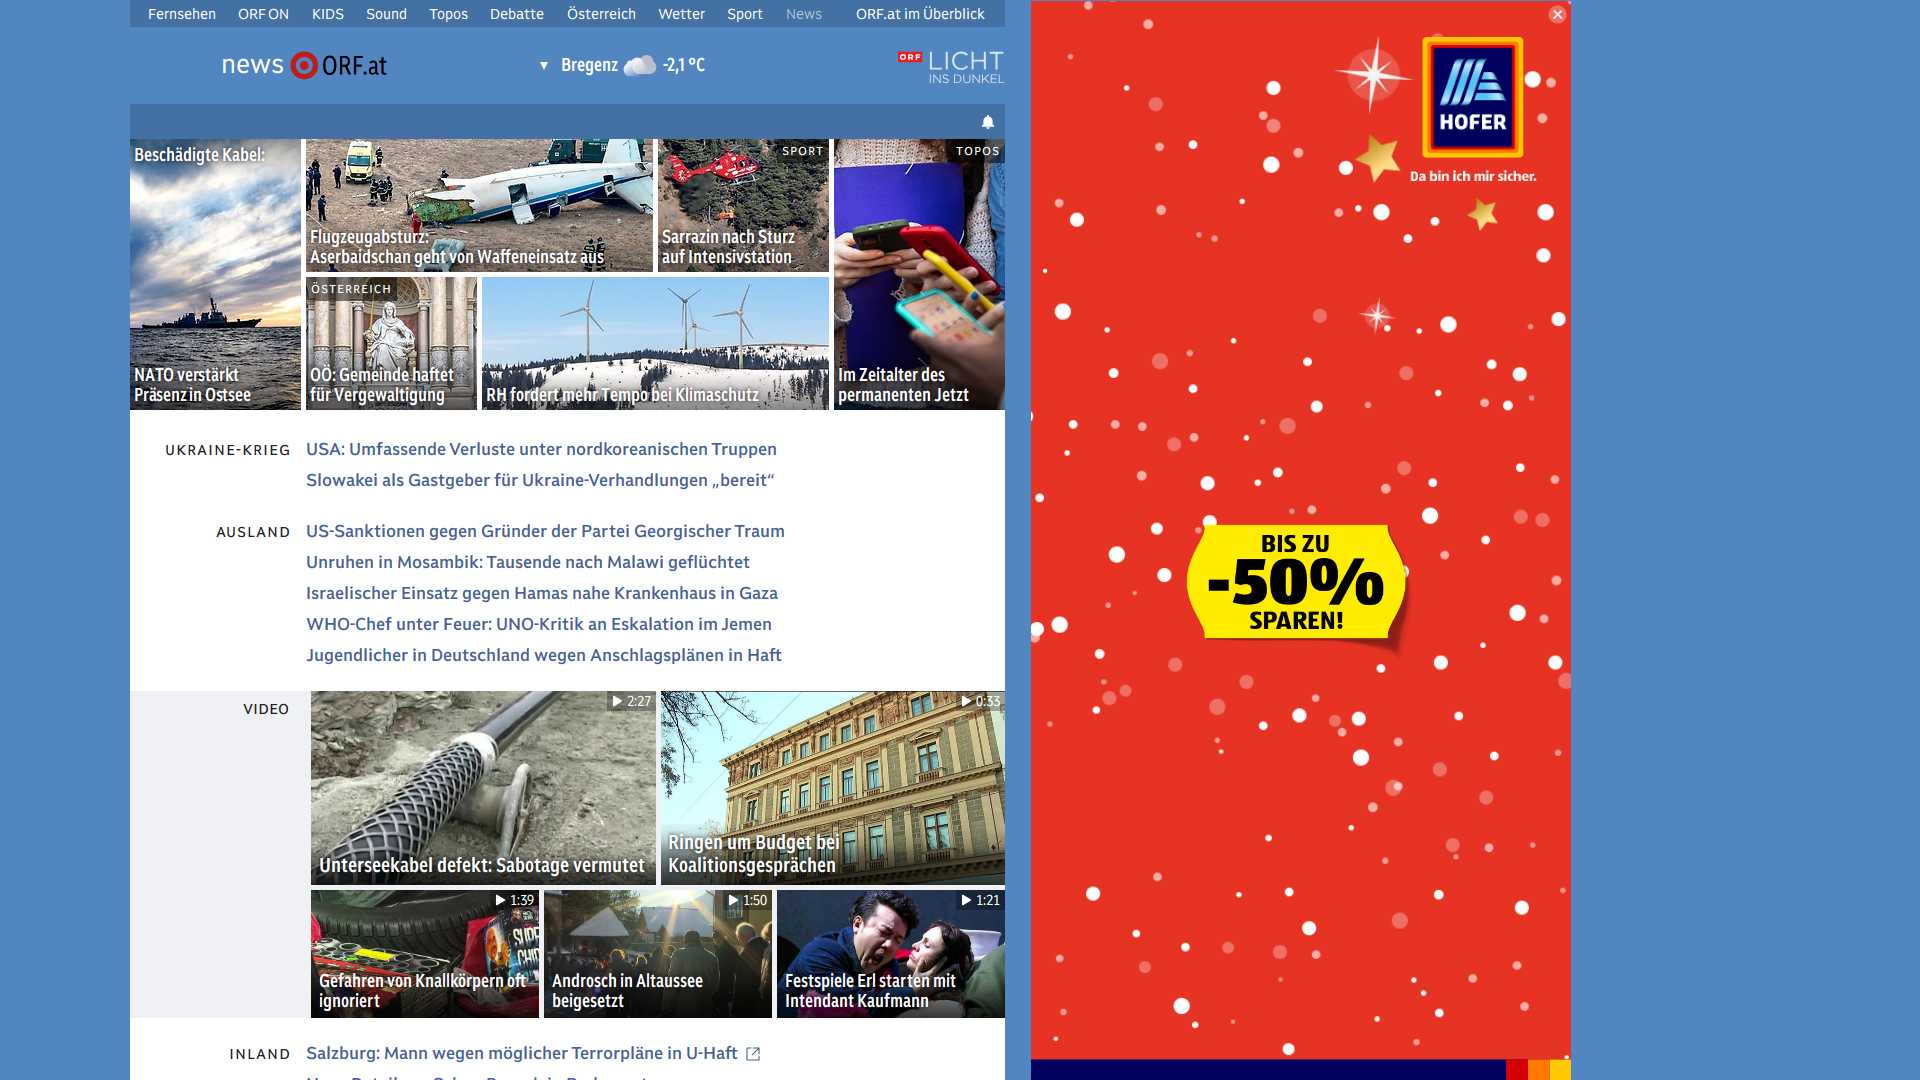 Fernsehen ORF ON KIDS Sound Topos Debatte Österreich Wetter Sport News ORF.at im Überblick
news ORF.at
Bregenz -2,1 °C
ORF LICHT
INS DUNKEL
Beschädigte Kabel:
NATO verstärkt
Präsenz in Ostsee
Flugzeugabsturz:
Aserbaidschan geht von Waffeneinsatz aus
SPORT
Sarrazin nach Sturz
auf Intensivstation
TOPOS
Im Zeitalter des
permanenten Jetzt
ÖSTERREICH
OÖ: Gemeinde haftet
für Vergewaltigung
RH fordert mehr Tempo bei Klimaschutz
UKRAINE-KRIEG
USA: Umfassende Verluste unter nordkoreanischen Truppen
Slowakei als Gastgeber für Ukraine-Verhandlungen „bereit“
AUSLAND
US-Sanktionen gegen Gründer der Partei Georgischer Traum
Unruhen in Mosambik: Tausende nach Malawi geflüchtet
Israelischer Einsatz gegen Hamas nahe Krankenhaus in Gaza
WHO-Chef unter Feuer: UNO-Kritik an Eskalation im Jemen
Jugendlicher in Deutschland wegen Anschlagsplänen in Haft
VIDEO
2:27
Unterseekabel defekt: Sabotage vermutet
0:33
Ringen um Budget bei
Koalitionsgesprächen
1:39
Gefahren von Knallkörpern oft
ignoriert
1:50
Androsch in Altaussee
beigesetzt
1:21
Festspiele Erl starten mit
Intendant Kaufmann
INLAND
Salzburg: Mann wegen möglicher Terrorpläne in U-Haft
HOFER
Da bin ich mir sicher.
BIS ZU
-50%
SPAREN!